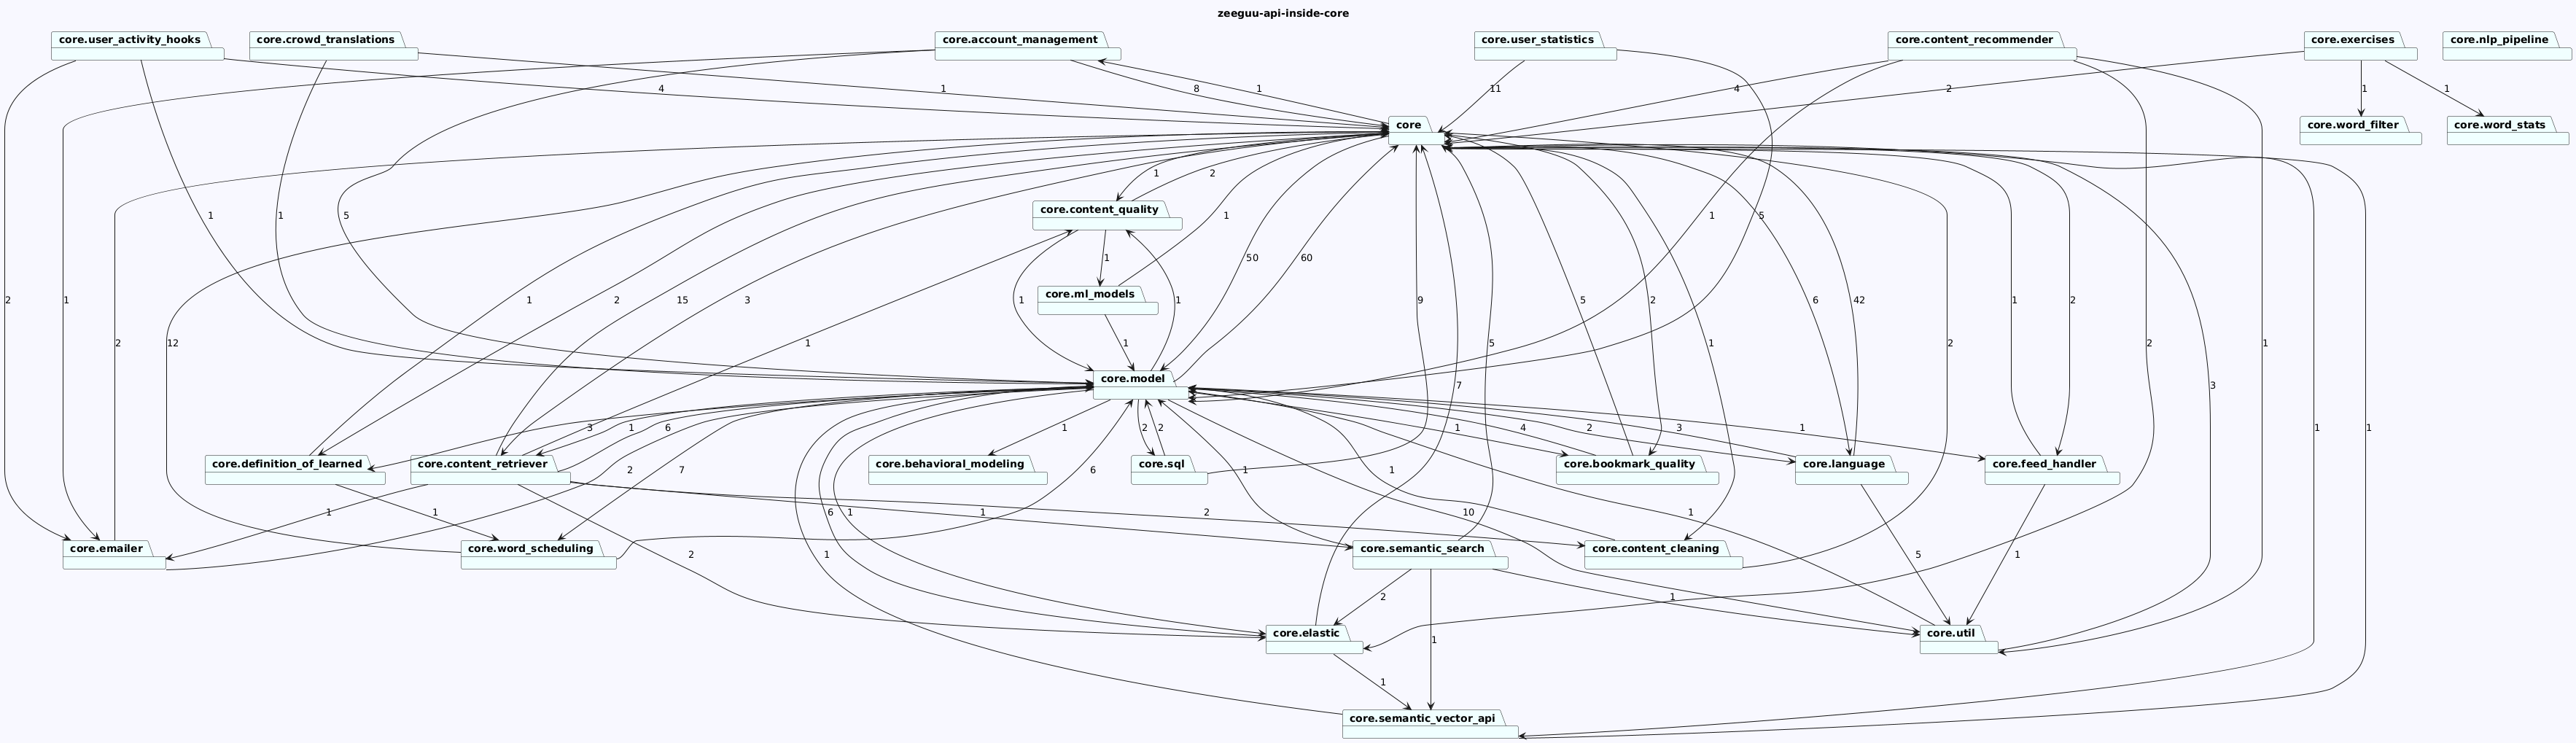 zeeguu-api-inside-core
core.user_activity_hooks
core.crowd_translations
core.account_management
core.user_statistics
core.content_recommender
core.exercises
core.nlp_pipeline
4
1
8
1
11
4
2
1
1
core
core.word_filter
core.word_stats
1
2
core.content_quality
1
1
5
1
1
5
1
core.ml_models
50
60
2
1
1
2
15
3
1
1
9
5
5
2
6
42
1
2
2
12
1
1
1
7
1
2
2
1
3
1
1
core.model
3
1
6
1
2
2
1
4
2
3
1
core.definition_of_learned
core.content_retriever
core.behavioral_modeling
core.sql
core.bookmark_quality
core.language
core.feed_handler
2
7
6
1
1
1
1
6
1
1
2
10
1
5
1
core.emailer
core.word_scheduling
core.semantic_search
core.content_cleaning
1
2
2
1
1
core.elastic
core.util
1
core.semantic_vector_api